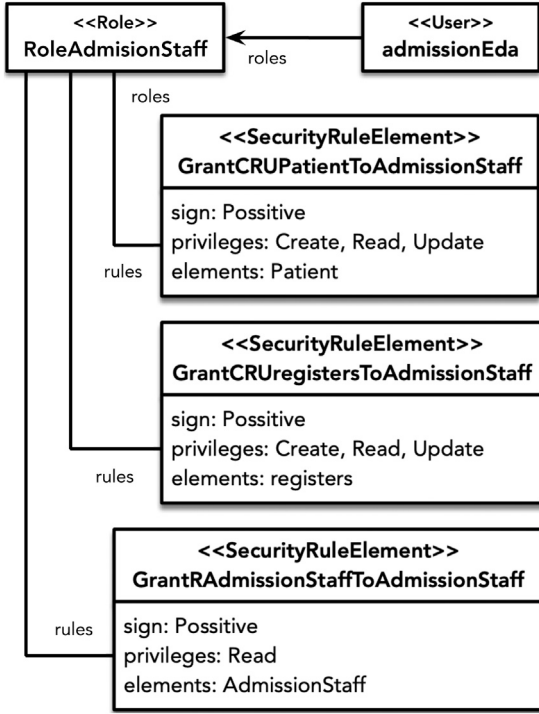 <<Role>>
RoleAdmisionStaff
<<User>>
admissionEda
roles
roles
<<SecurityRuleElement>>
GrantCRUPatientToAdmissionStaff
sign: Possitive
privileges: Create, Read, Update
elements: Patient
rules
<<SecurityRuleElement>>
GrantCRUregistersToAdmissionStaff
sign: Possitive
privileges: Create, Read, Update
elements: registers
rules
<<SecurityRuleElement>>
GrantRAdmissionStaffToAdmissionStaff
sign: Possitive
privileges: Read
elements: AdmissionStaff
rules